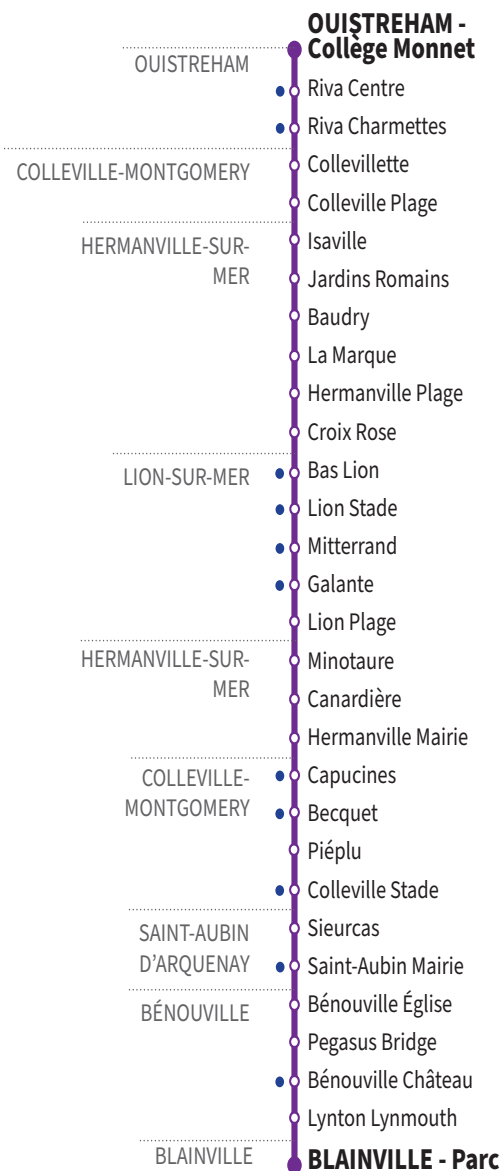 OUISTREHAM -
Collège Monnet
OUISTREHAM
Riva Centre
Riva Charmettes
COLLEVILLE-MONTGOMERY
Collevillette
Colleville Plage
HERMANVILLE-SUR-
MER
Isaville
Jardins Romains
Baudry
La Marque
Hermanville Plage
Croix Rose
LION-SUR-MER
Bas Lion
Lion Stade
Mitterrand
Galante
Lion Plage
HERMANVILLE-SUR-
MER
Minotaure
Canardière
Hermanville Mairie
COLLEVILLE-
MONTGOMERY
Capucines
Becquet
Piéplu
Colleville Stade
SAINT-AUBIN
D’ARQUENAY
Sieurcas
Saint-Aubin Mairie
BÉNOUVILLE
Bénouville Église
Pegasus Bridge
Bénouville Château
Lynton Lynmouth
BLAINVILLE
BLAINVILLE - Parc